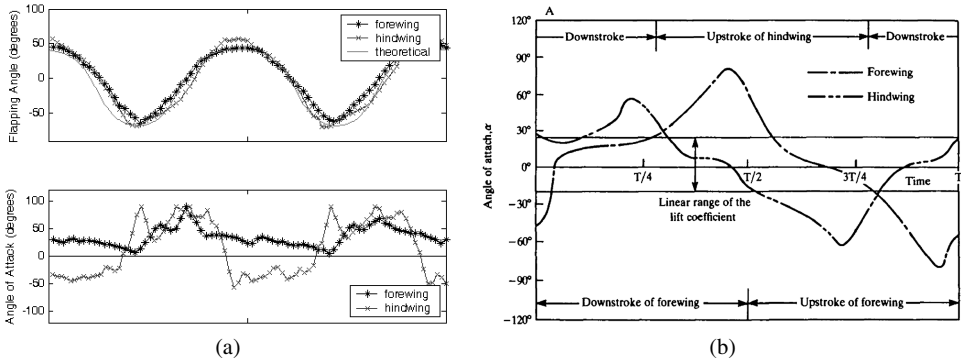 forewing
hindwing
theoretical
Flapping Angle (degrees)
50
0
-50
Angle of Attack (degrees)
100
50
0
-50
-100
forewing
hindwing
(a)
A
Angle of attach,α
120°
90°
60°
30°
0°
-30°
-60°
-90°
-120°
Downstroke
Upstroke of hindwing
Downstroke
Forewing
Hindwing
T/4
T/2
3T/4
Time
T
Linear range of the
lift coefficient
Downstroke of forewing
Upstroke of forewing
(b)